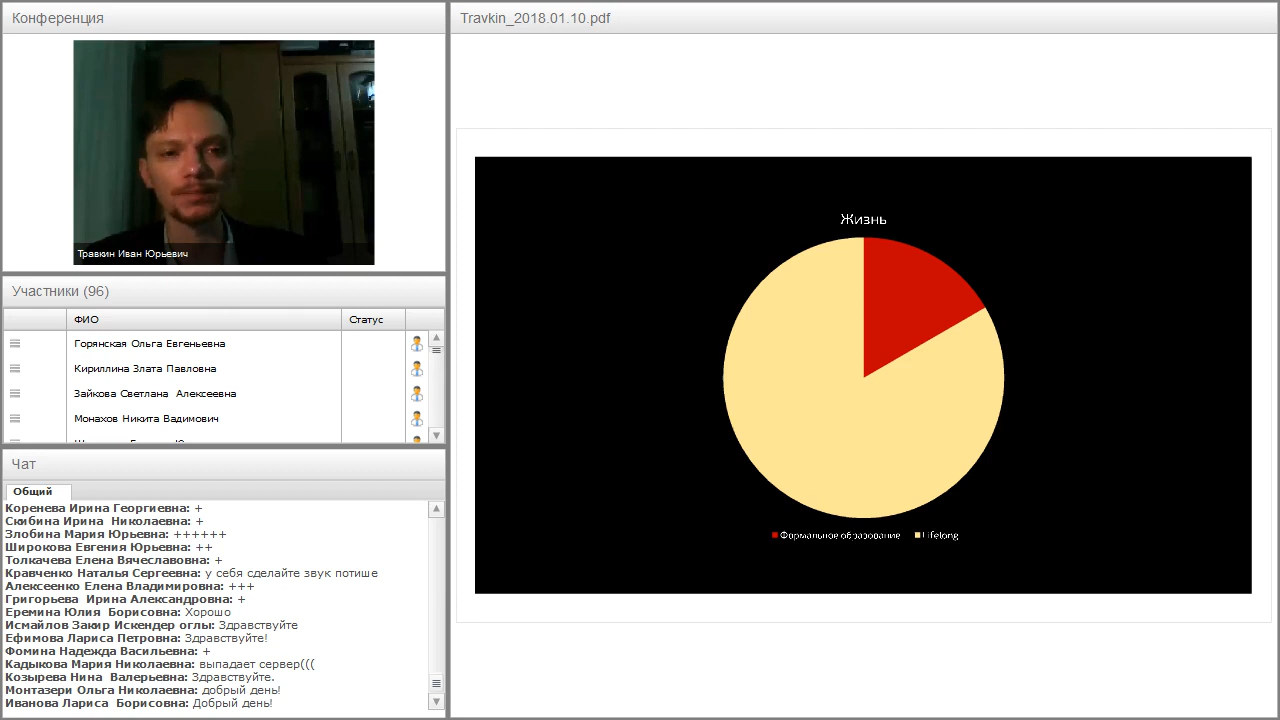 Конференция
Травкин Иван Юрьевич
Участники (96)
ФИО Статус
Горянская Ольга Евгеньевна
Кириллина Злата Павловна
Зайкова Светлана Алексеевна
Монахов Никита Вадимович
Чат
Общий
Коренева Ирина Георгиевна: +
Скибина Ирина Николаевна: +
Злобина Мария Юрьевна: ++++++
Широкова Евгения Юрьевна: ++
Толкачева Елена Вячеславовна: +
Кравченко Наталья Сергеевна: у себя сделайте звук потише
Алексеенко Елена Владимировна: +++
Григорьева Ирина Александровна: +
Еремина Юлия Борисовна: Хорошо
Исмайлов Закир Искендер оглы: Здравствуйте
Ефимова Лариса Петровна: Здравствуйте!
Фомина Надежда Васильевна: +
Кадыкова Мария Николаевна: выпадает сервер(((
Козырева Нина Валерьевна: Здравствуйте.
Монтазери Ольга Николаевна: добрый день!
Иванова Лариса Борисовна: Добрый день!
Travkin_2018.01.10.pdf
Жизнь
Формальное образование Lifelong